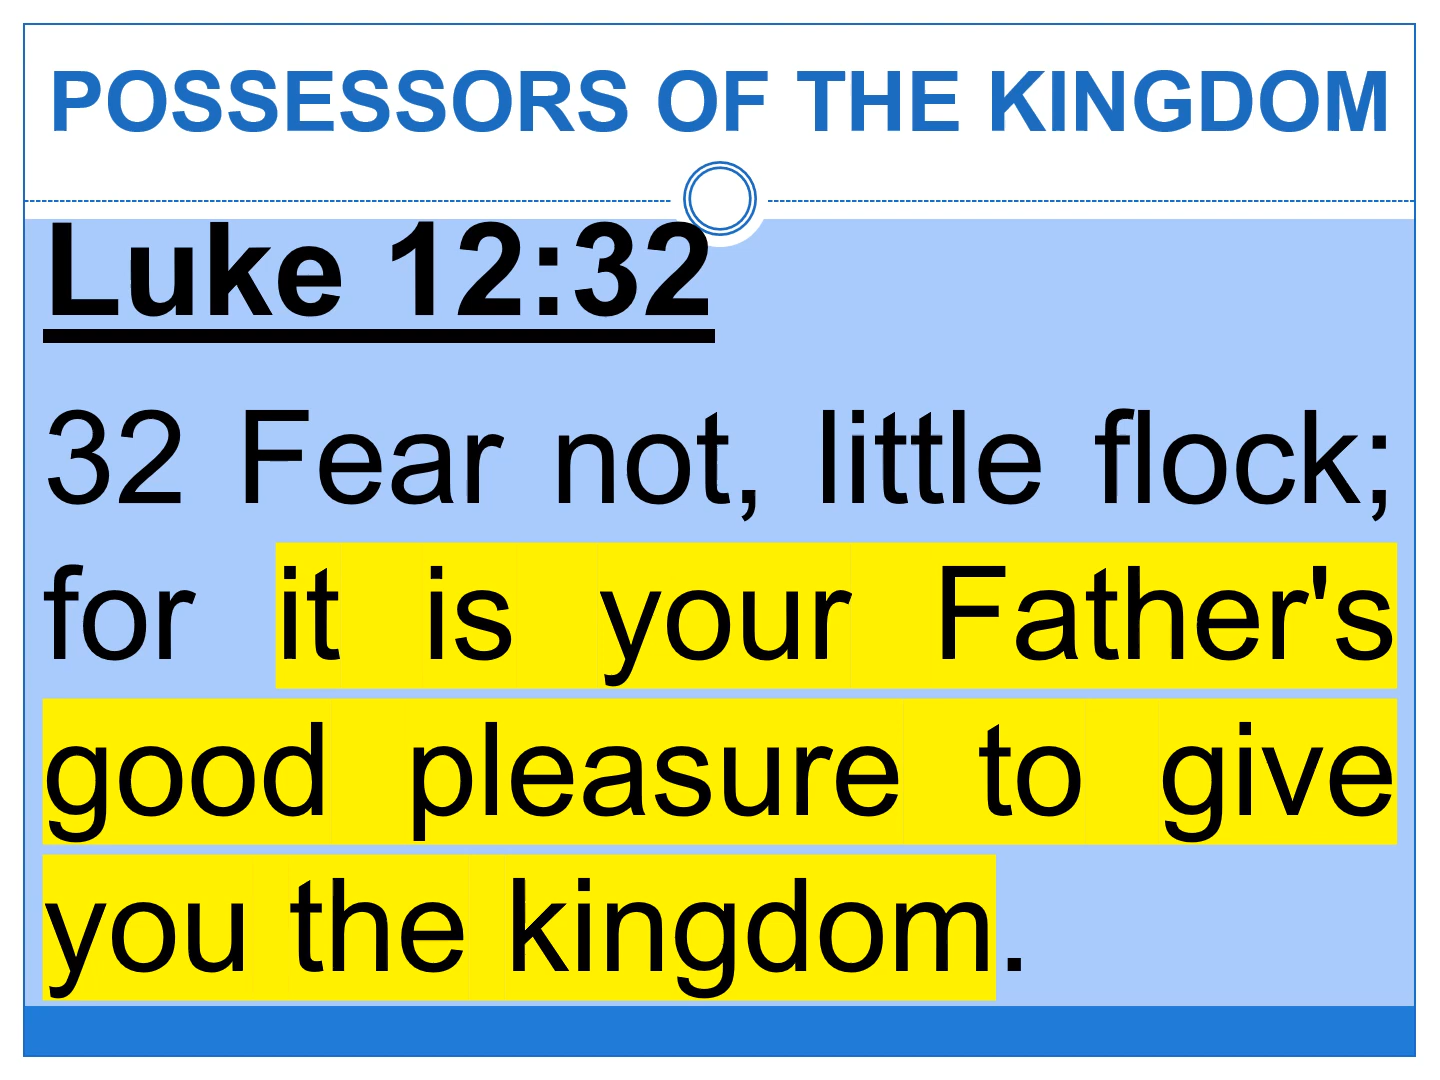 POSSESSORS OF THE KINGDOM
Luke 12:32
32 Fear not, little flock;
for it is your Father's
good pleasure to give
you the kingdom.